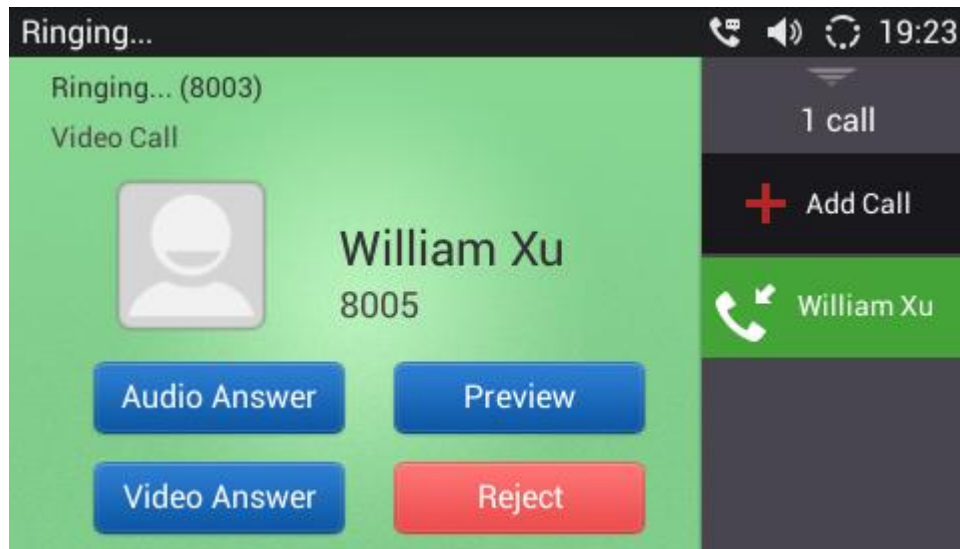 Ringing...
19:23
Ringing... (8003)
Video Call
William Xu
8005
Audio Answer
Preview
Video Answer
Reject
1 call
Add Call
William Xu